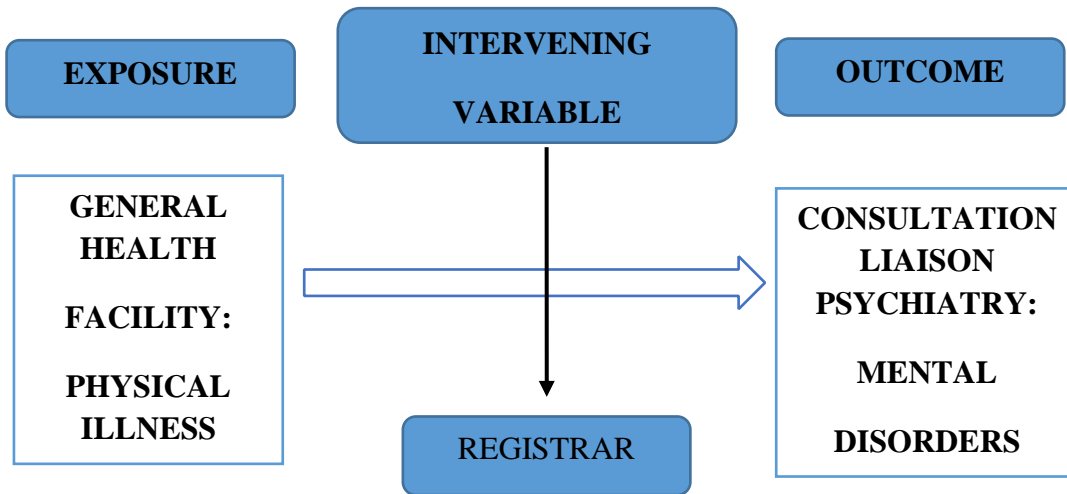 EXPOSURE
INTERVENING
VARIABLE
OUTCOME
GENERAL
HEALTH
FACILITY:
PHYSICAL
ILLNESS
REGISTRAR
CONSULTATION
LIAISON
PSYCHIATRY:
MENTAL
DISORDERS